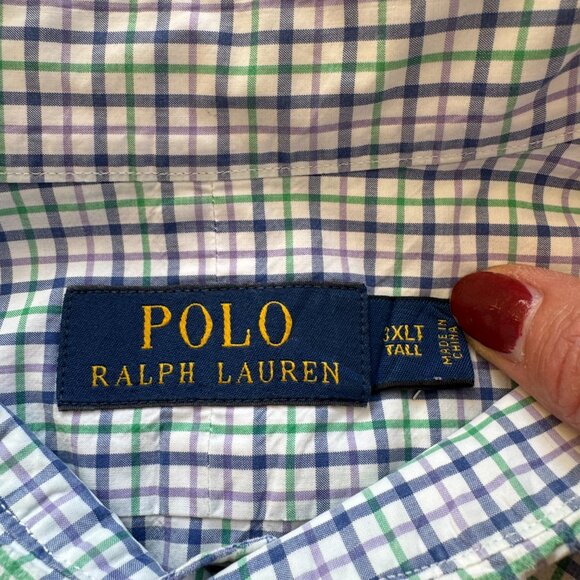 POLO
RALPH LAUREN
3XLT
TALL
MADE IN
CHINA